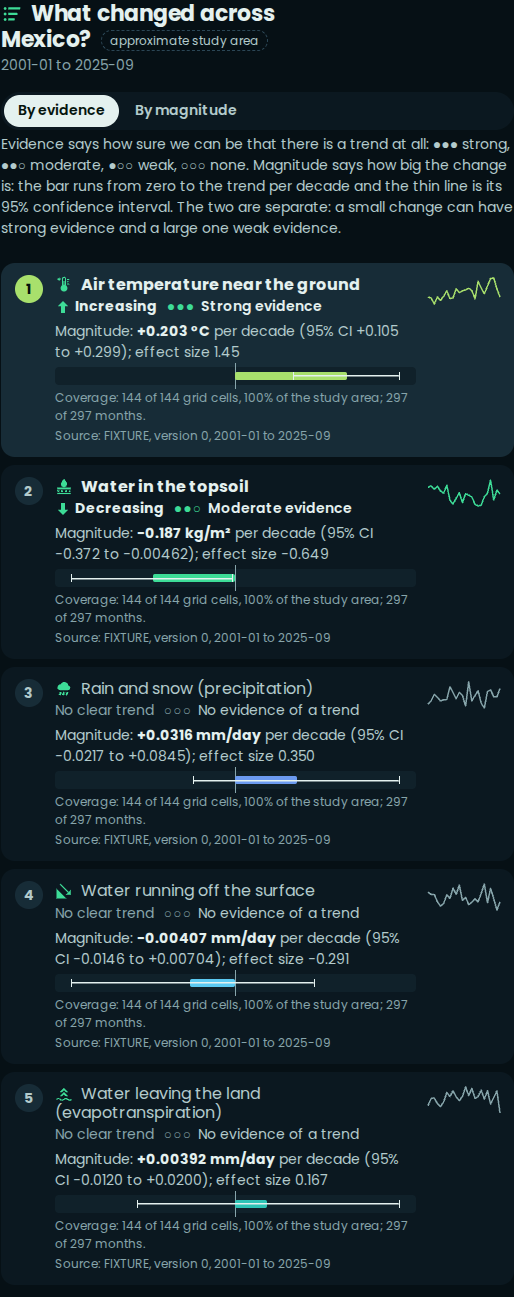 What changed across
Mexico? approximate study area
2001-01 to 2025-09
By evidence By magnitude
Evidence says how sure we can be that there is a trend at all: ●●● strong,
●●○ moderate, ●○○ weak, ○○○ none. Magnitude says how big the change
is: the bar runs from zero to the trend per decade and the thin line is its
95% confidence interval. The two are separate: a small change can have
strong evidence and a large one weak evidence.
1 Air temperature near the ground
Increasing ●●● Strong evidence
Magnitude: +0.203 °C per decade (95% CI +0.105
to +0.299); effect size 1.45
Coverage: 144 of 144 grid cells, 100% of the study area; 297
of 297 months.
Source: FIXTURE, version 0, 2001-01 to 2025-09
2 Water in the topsoil
Decreasing ●●○ Moderate evidence
Magnitude: −0.187 kg/m² per decade (95% CI
−0.372 to −0.00462); effect size −0.649
Coverage: 144 of 144 grid cells, 100% of the study area; 297
of 297 months.
Source: FIXTURE, version 0, 2001-01 to 2025-09
3 Rain and snow (precipitation)
No clear trend ○○○ No evidence of a trend
Magnitude: +0.0316 mm/day per decade (95% CI
−0.0217 to +0.0845); effect size 0.350
Coverage: 144 of 144 grid cells, 100% of the study area; 297
of 297 months.
Source: FIXTURE, version 0, 2001-01 to 2025-09
4 Water running off the surface
No clear trend ○○○ No evidence of a trend
Magnitude: −0.00407 mm/day per decade (95%
CI −0.0146 to +0.00704); effect size −0.291
Coverage: 144 of 144 grid cells, 100% of the study area; 297
of 297 months.
Source: FIXTURE, version 0, 2001-01 to 2025-09
5 Water leaving the land
(evapotranspiration)
No clear trend ○○○ No evidence of a trend
Magnitude: +0.00392 mm/day per decade (95%
CI −0.0120 to +0.0200); effect size 0.167
Coverage: 144 of 144 grid cells, 100% of the study area; 297
of 297 months.
Source: FIXTURE, version 0, 2001-01 to 2025-09